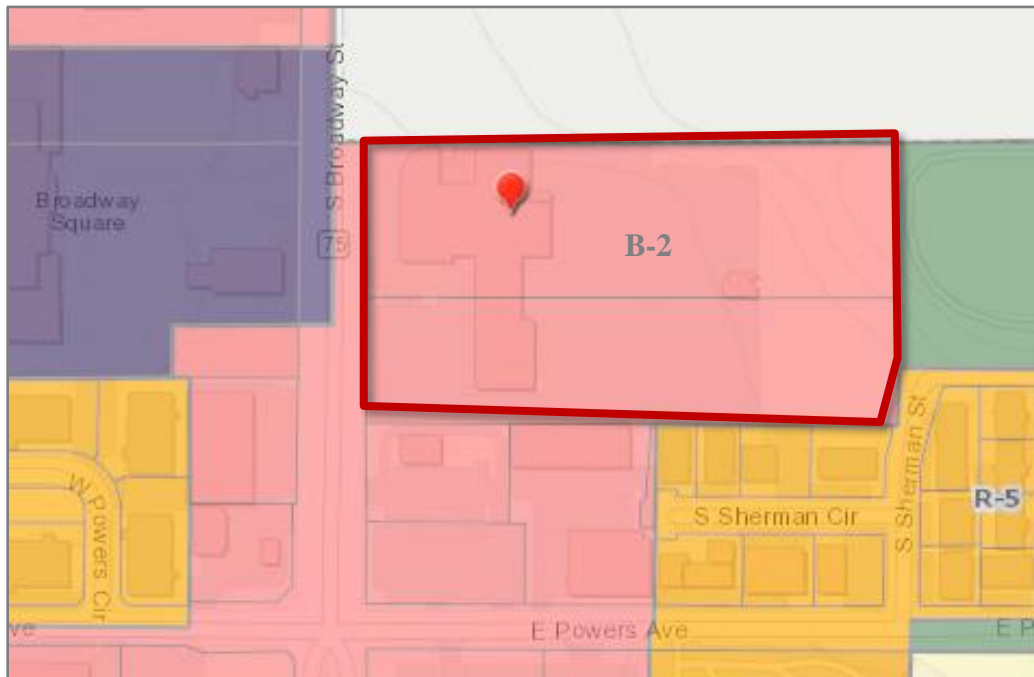 S Broadway St
Broadway
Square
75
B-2
W Powers Cir
S Sherman St
R-5
S Sherman Cir
ve
E Powers Ave
E P